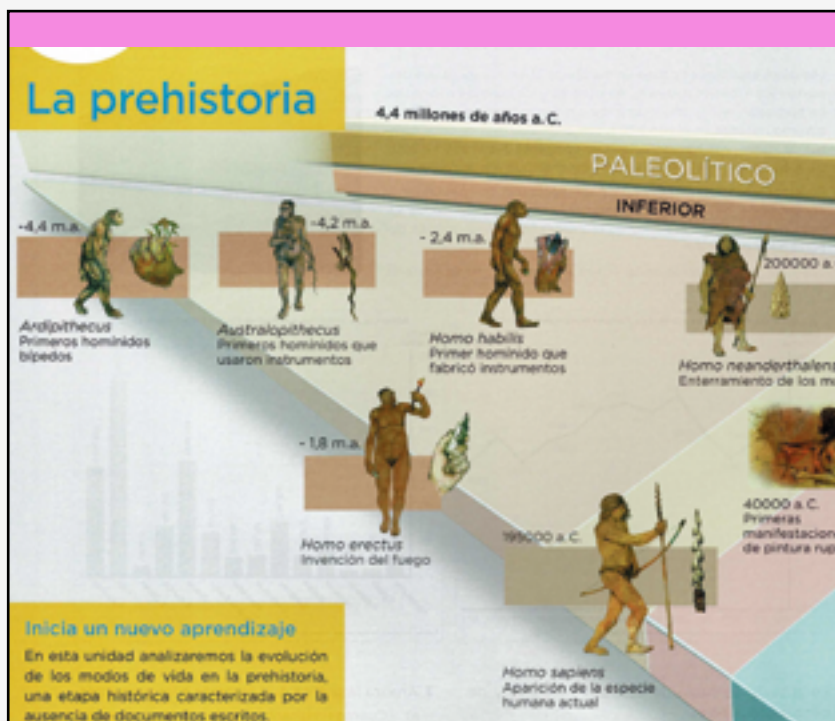 La prehistoria
4,4 millones de años a. C.
PALEOLÍTICO
INFERIOR
-4,4 m.a.
Ardipithecus
Primeros homínidos
bípedos
-4,2 m.a.
Australopithecus
Primeros homínidos que
usaron instrumentos
- 2,4 m.a.
Homo habilis
Primer homínido que
fabricó instrumentos
200000 a.
Homo neanderthalens
Enterramiento de los mu
- 1,8 m.a.
Homo erectus
Invención del fuego
40000 a. C.
Primeras
manifestacion
de pintura rup
195000 a. C.
Homo sapiens
Aparición de la especie
humana actual
Inicia un nuevo aprendizaje
En esta unidad analizaremos la evolución
de los modos de vida en la prehistoria,
una etapa histórica caracterizada por la
ausencia de documentos escritos.